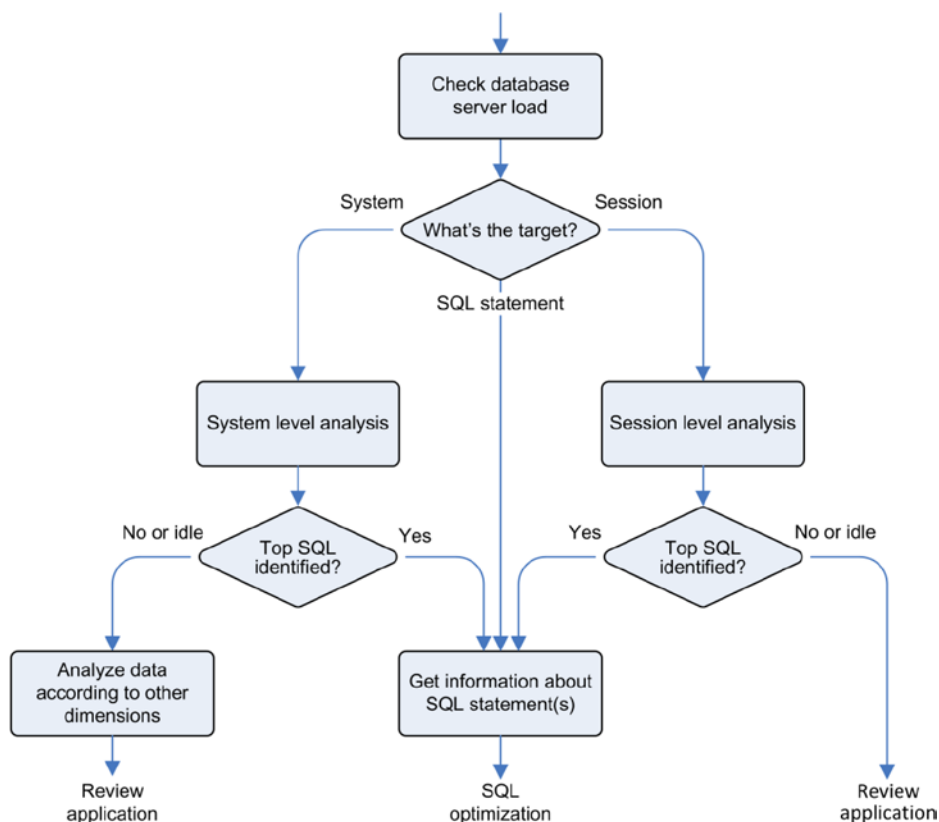 Check database
server load
System
Session
What's the target?
SQL statement
System level analysis
Session level analysis
No or idle
Top SQL
identified?
Yes
Yes
Top SQL
identified?
No or idle
Analyze data
according to other
dimensions
Get information about
SQL statement(s)
Review
application
SQL
optimization
Review
application